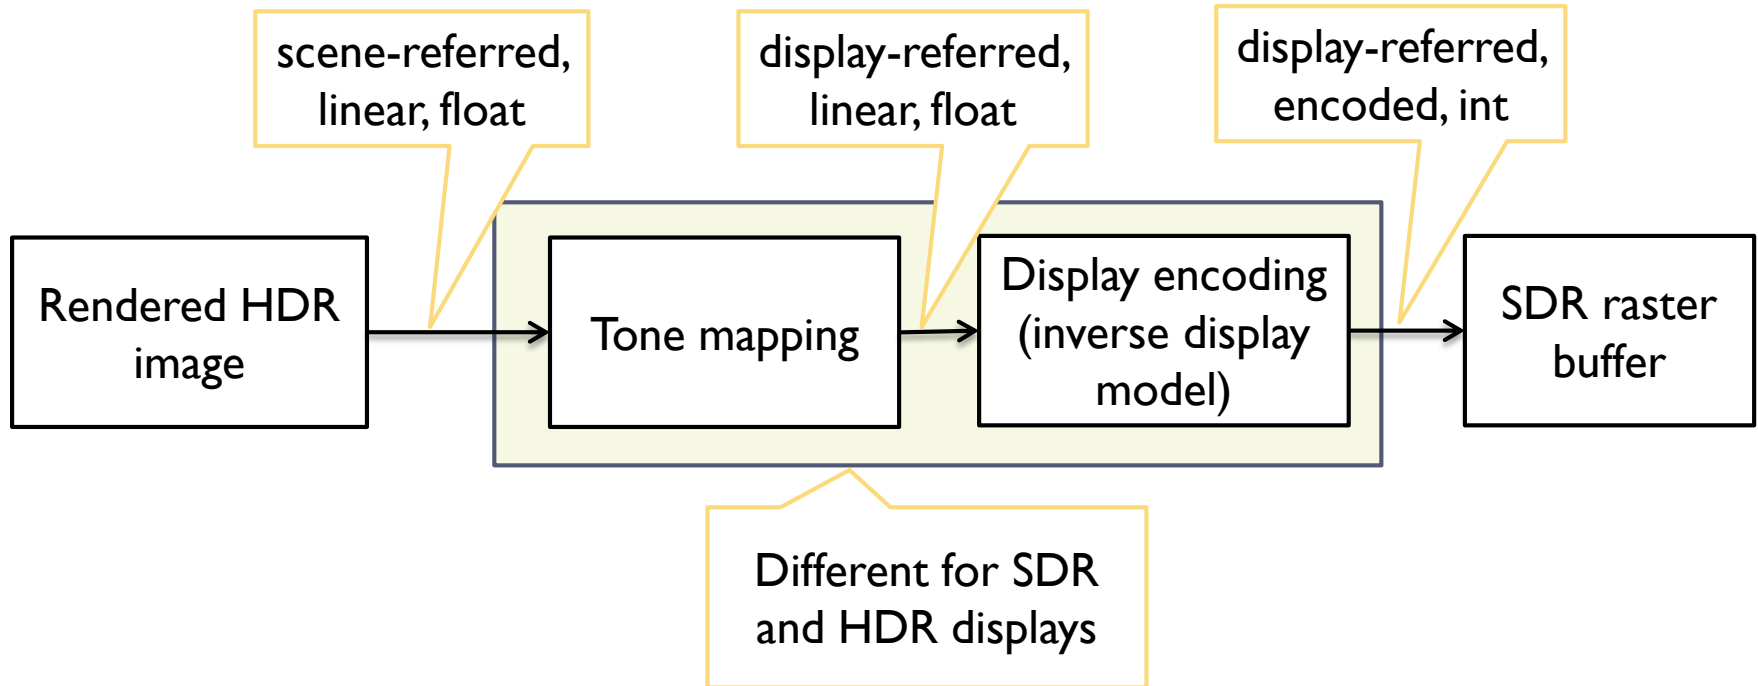 scene-referred,
linear, float
display-referred,
linear, float
display-referred,
encoded, int
Rendered HDR
image
Tone mapping
Display encoding
(inverse display
model)
SDR raster
buffer
Different for SDR
and HDR displays